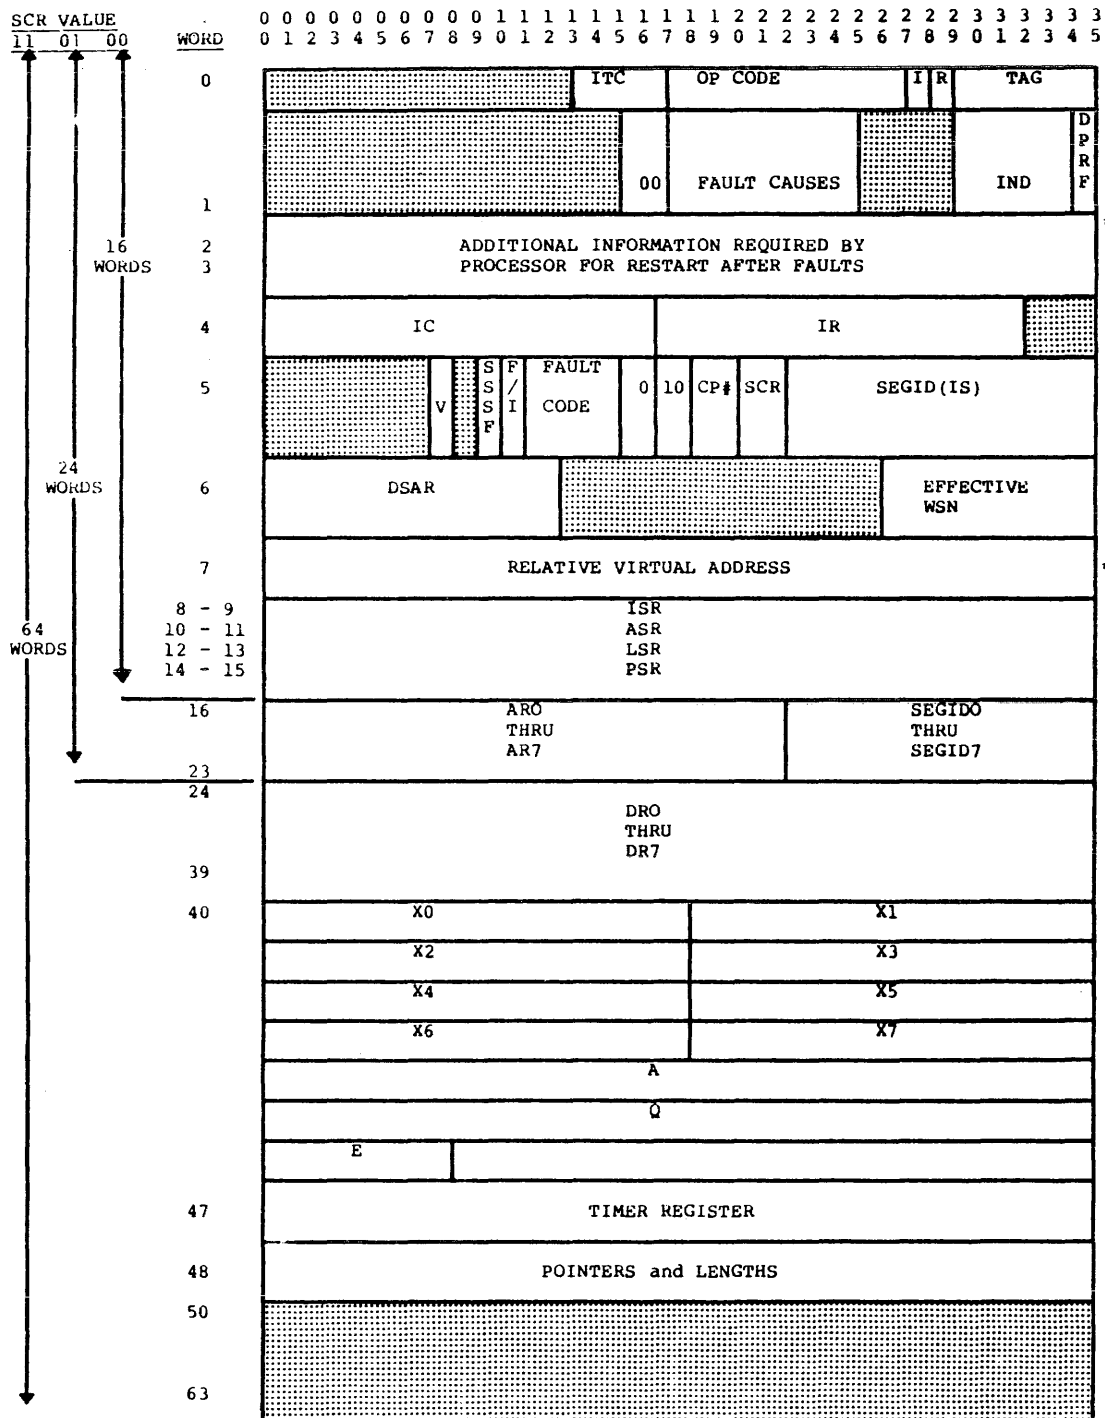 SCR VALUE
11 01 00
WORD
0 0 0 0 0 0 0 0 0 0 1 1 1 1 1 1 1 1 1 1 2 2 2 2 2 2 2 2 2 2 3 3 3 3 3 3
0 1 2 3 4 5 6 7 8 9 0 1 2 3 4 5 6 7 8 9 0 1 2 3 4 5 6 7 8 9 0 1 2 3 4 5
0 ITC OP CODE I R TAG
1 00 FAULT CAUSES IND DPRF
16 WORDS
2 ADDITIONAL INFORMATION REQUIRED BY
3 PROCESSOR FOR RESTART AFTER FAULTS
4 IC IR
5 V SSSF F/I FAULT CODE 0 10 CP# SCR SEGID(IS)
24 WORDS
6 DSAR EFFECTIVE WSN
7 RELATIVE VIRTUAL ADDRESS
8 - 9 ISR
64 WORDS
10 - 11 ASR
12 - 13 LSR
14 - 15 PSR
16 AR0 SEGID0
THRU THRU
AR7 SEGID7
23
24
DR0
THRU
DR7
39
40 X0 X1
X2 X3
X4 X5
X6 X7
A
Q
E
47 TIMER REGISTER
48 POINTERS and LENGTHS
50
63